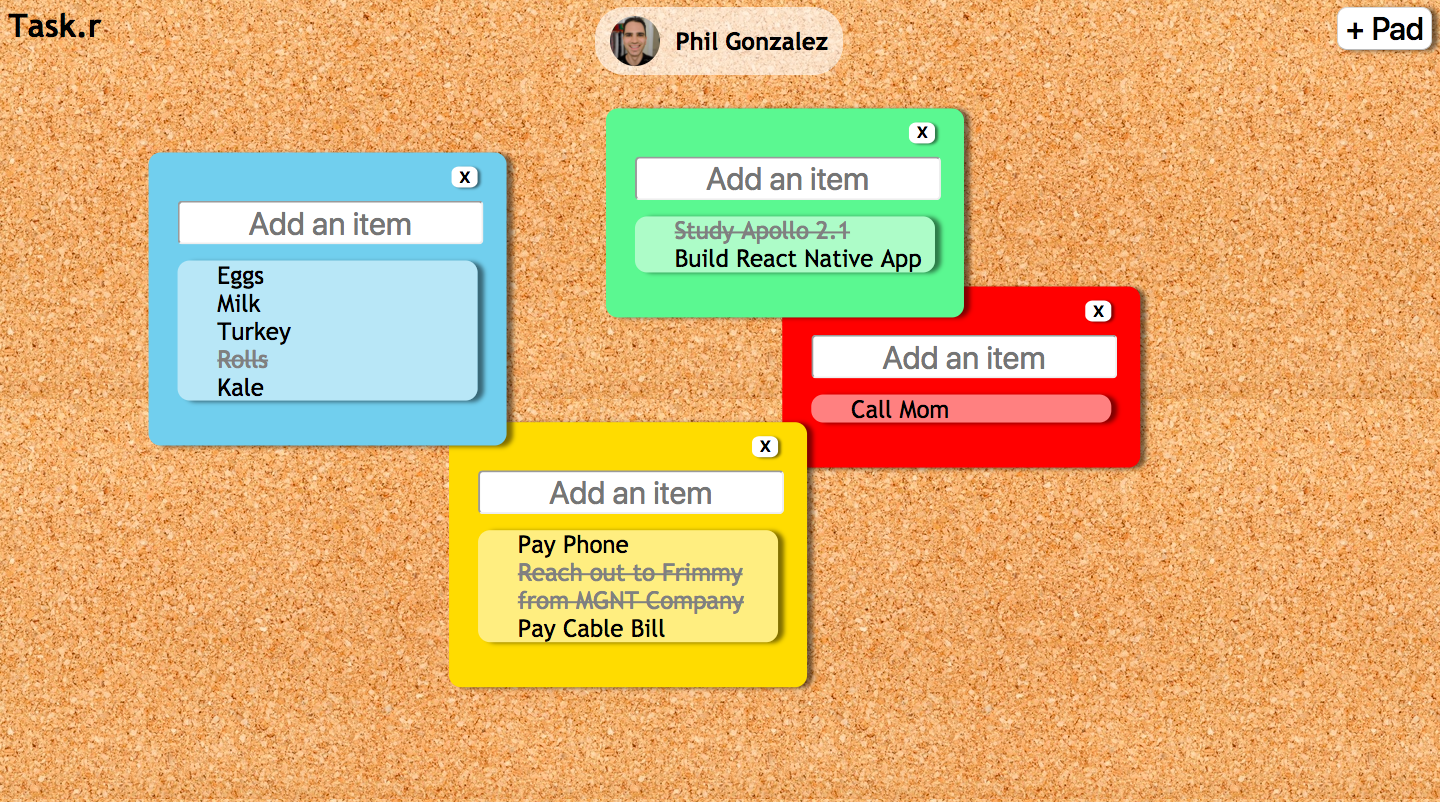 Task.r
Phil Gonzalez
+ Pad
X
Add an item
Eggs
Milk
Turkey
Rolls
Kale
X
Add an item
Study Apollo 2.1
Build React Native App
X
Add an item
Call Mom
X
Add an item
Pay Phone
Reach out to Frimmy
from MGNT Company
Pay Cable Bill